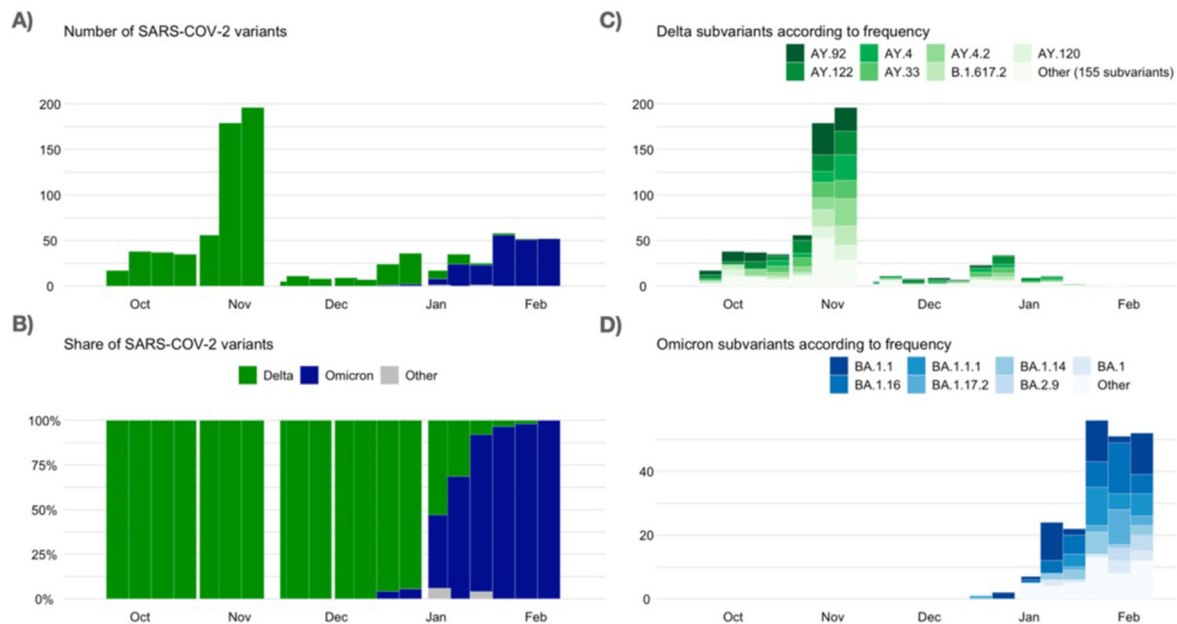 A)
Number of SARS-COV-2 variants
200
150
100
50
0
Oct Nov Dec Jan Feb
B)
Share of SARS-COV-2 variants
Delta Omicron Other
100%
75%
50%
25%
0%
Oct Nov Dec Jan Feb
C)
Delta subvariants according to frequency
AY.92 AY.4 AY.4.2 AY.120
AY.122 AY.33 B.1.617.2 Other (155 subvariants)
200
150
100
50
0
Oct Nov Dec Jan Feb
D)
Omicron subvariants according to frequency
BA.1.1 BA.1.1.1 BA.1.14 BA.1
BA.1.16 BA.1.17.2 BA.2.9 Other
40
20
0
Oct Nov Dec Jan Feb